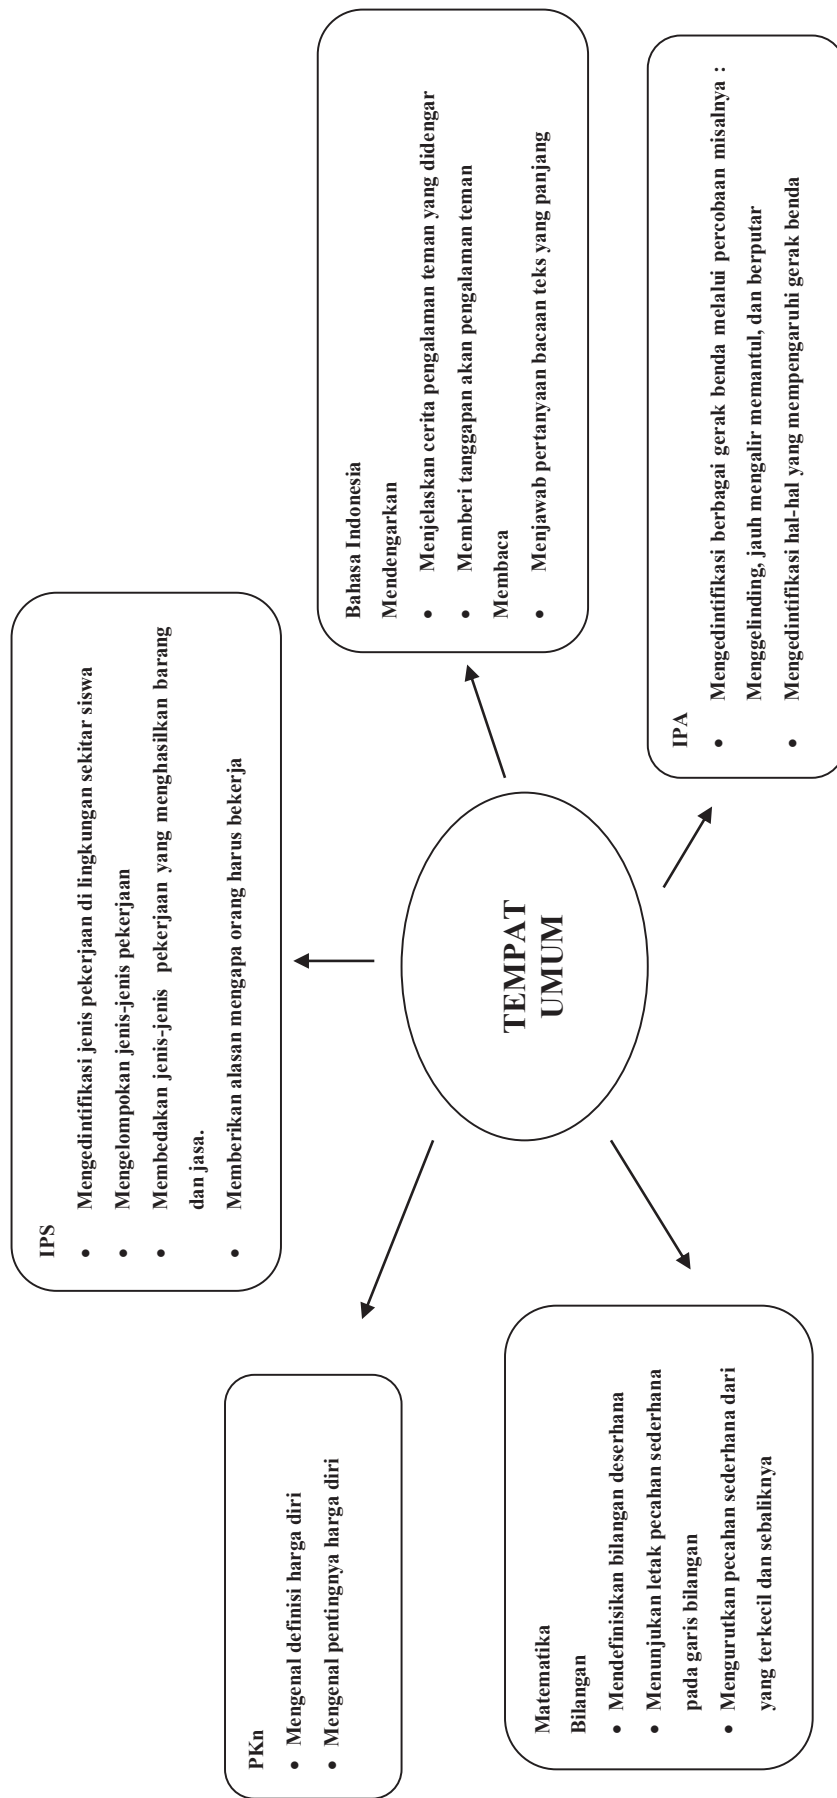 IPS
• Mengedintifikasi jenis pekerjaan di lingkungan sekitar siswa
• Mengelompokan jenis-jenis pekerjaan
• Membedakan jenis-jenis pekerjaan yang menghasilkan barang
dan jasa.
• Memberikan alasan mengapa orang harus bekerja
PKn
• Mengenal definisi harga diri
• Mengenal pentingnya harga diri
Bahasa Indonesia
Mendengarkan
• Menjelaskan cerita pengalaman teman yang didengar
• Memberi tanggapan akan pengalaman teman
Membaca
• Menjawab pertanyaan bacaan teks yang panjang
TEMPAT
UMUM
Matematika
Bilangan
• Mendefinisikan bilangan deserhana
• Menunjukan letak pecahan sederhana
pada garis bilangan
• Mengurutkan pecahan sederhana dari
yang terkecil dan sebaliknya
IPA
• Mengedintifikasi berbagai gerak benda melalui percobaan misalnya :
Menggelinding, jauh mengalir memantul, dan berputar
• Mengedintifikasi hal-hal yang mempengaruhi gerak benda